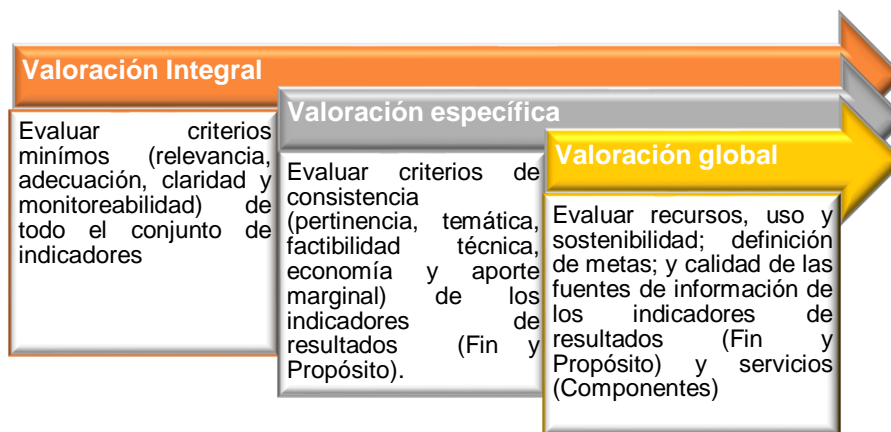 Valoración Integral
Evaluar criterios
minímos (relevancia,
adecuación, claridad y
monitoreabilidad) de
todo el conjunto de
indicadores
Valoración específica
Evaluar criterios de
consistencia
(pertinencia, temática,
factibilidad técnica,
economía y aporte
marginal) de los
indicadores de
resultados (Fin y
Propósito).
Valoración global
Evaluar recursos, uso y
sostenibilidad; definición
de metas; y calidad de las
fuentes de información de
los indicadores de
resultados (Fin y
Propósito) y servicios
(Componentes)